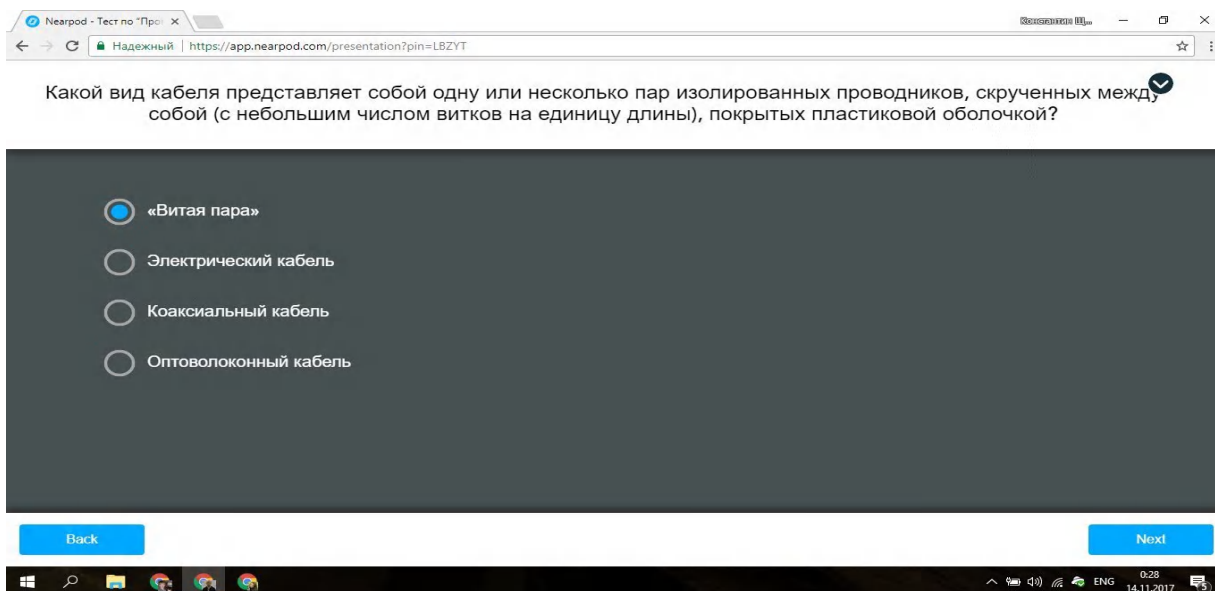 Nearpod - Тест по "Про
Надежный | https://app.nearpod.com/presentation?pin=LBZYT
Какой вид кабеля представляет собой одну или несколько пар изолированных проводников, скрученных между
собой (с небольшим числом витков на единицу длины), покрытых пластиковой оболочкой?
«Витая пара»
Электрический кабель
Коаксиальный кабель
Оптоволоконный кабель
Back
Next
ENG
0:28
14.11.2017
5